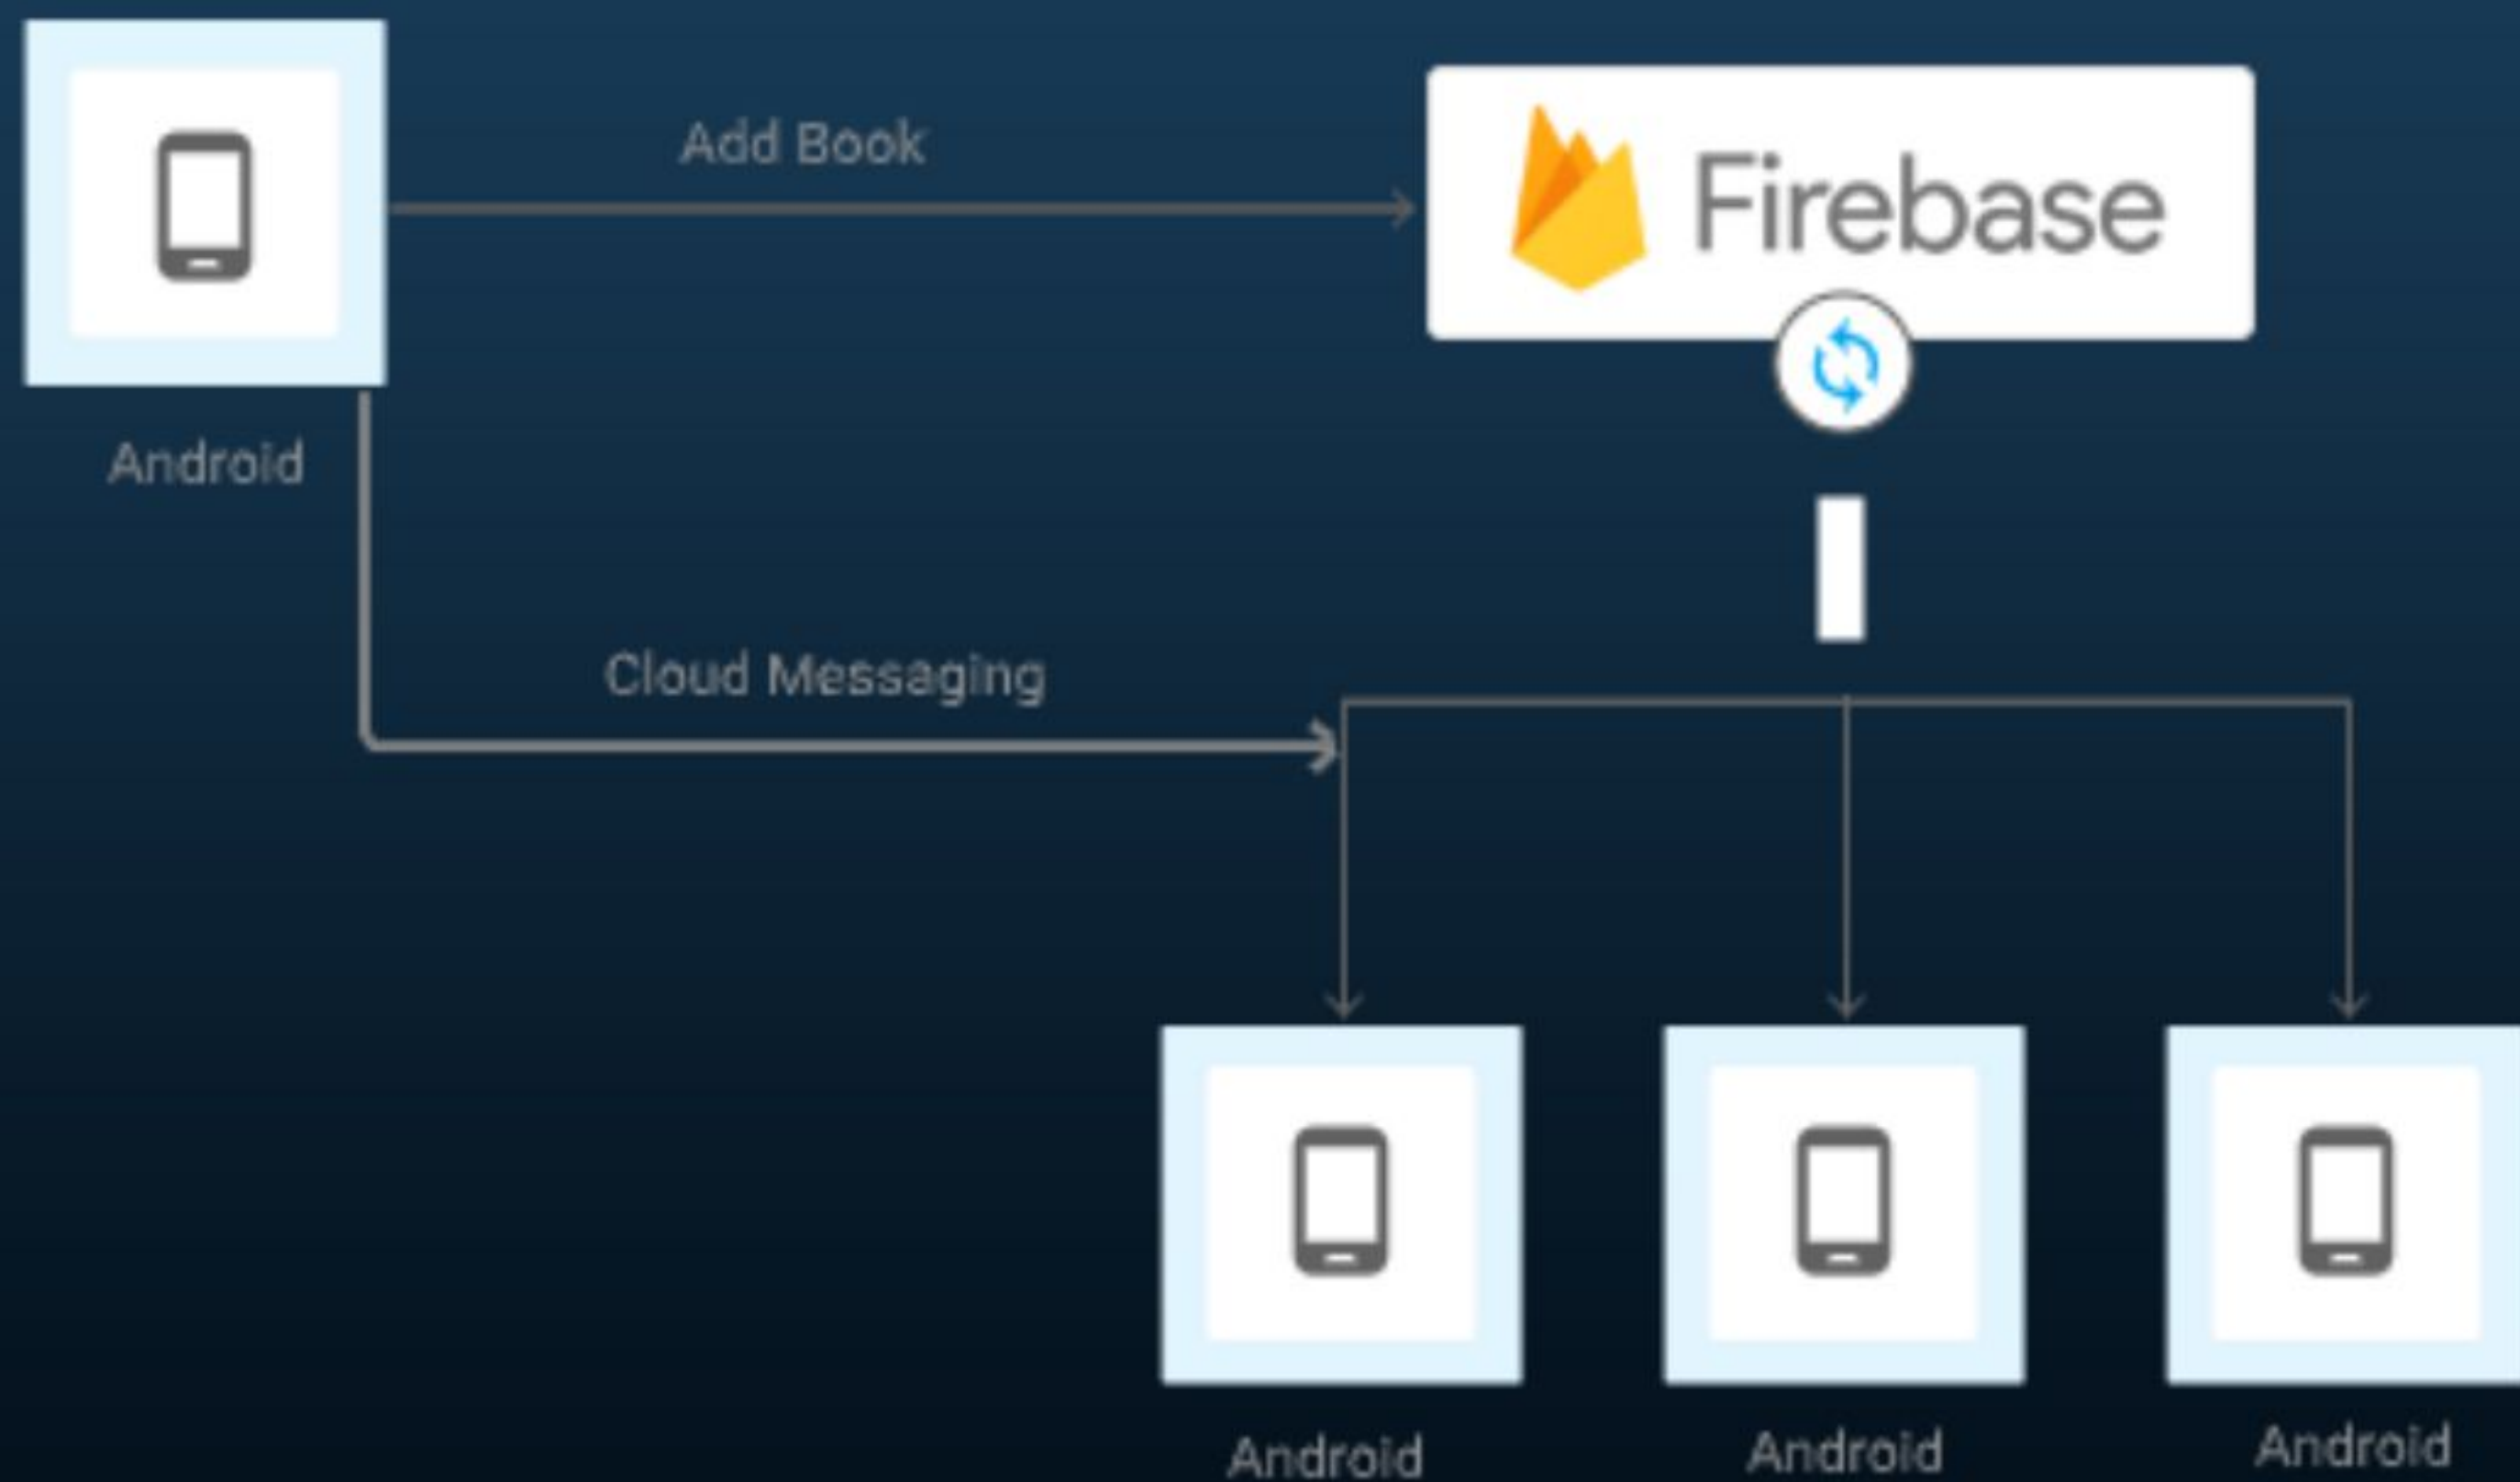 Add Book
Firebase
Android
Cloud Messaging
Android
Android
Android